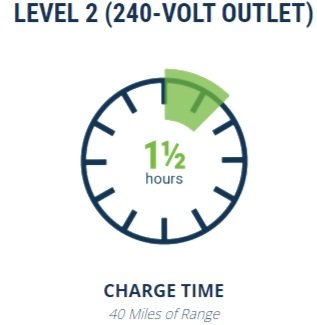 LEVEL 2 (240-VOLT OUTLET)
1½
hours
CHARGE TIME
40 Miles of Range